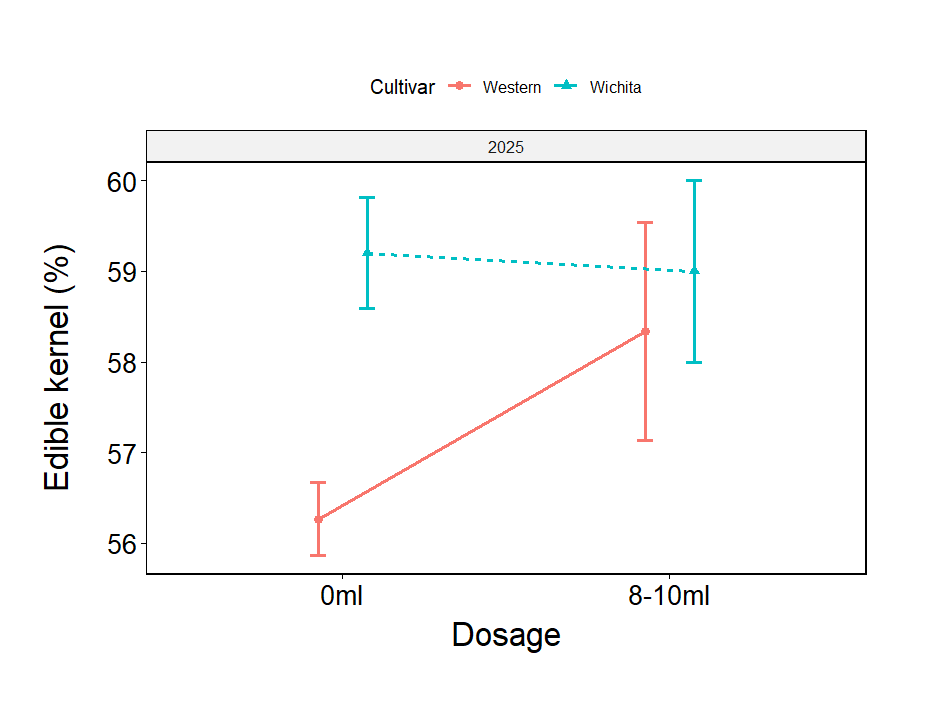 Cultivar Western Wichita
2025
60
59
58
57
56
Edible kernel (%)
0ml 8-10ml
Dosage